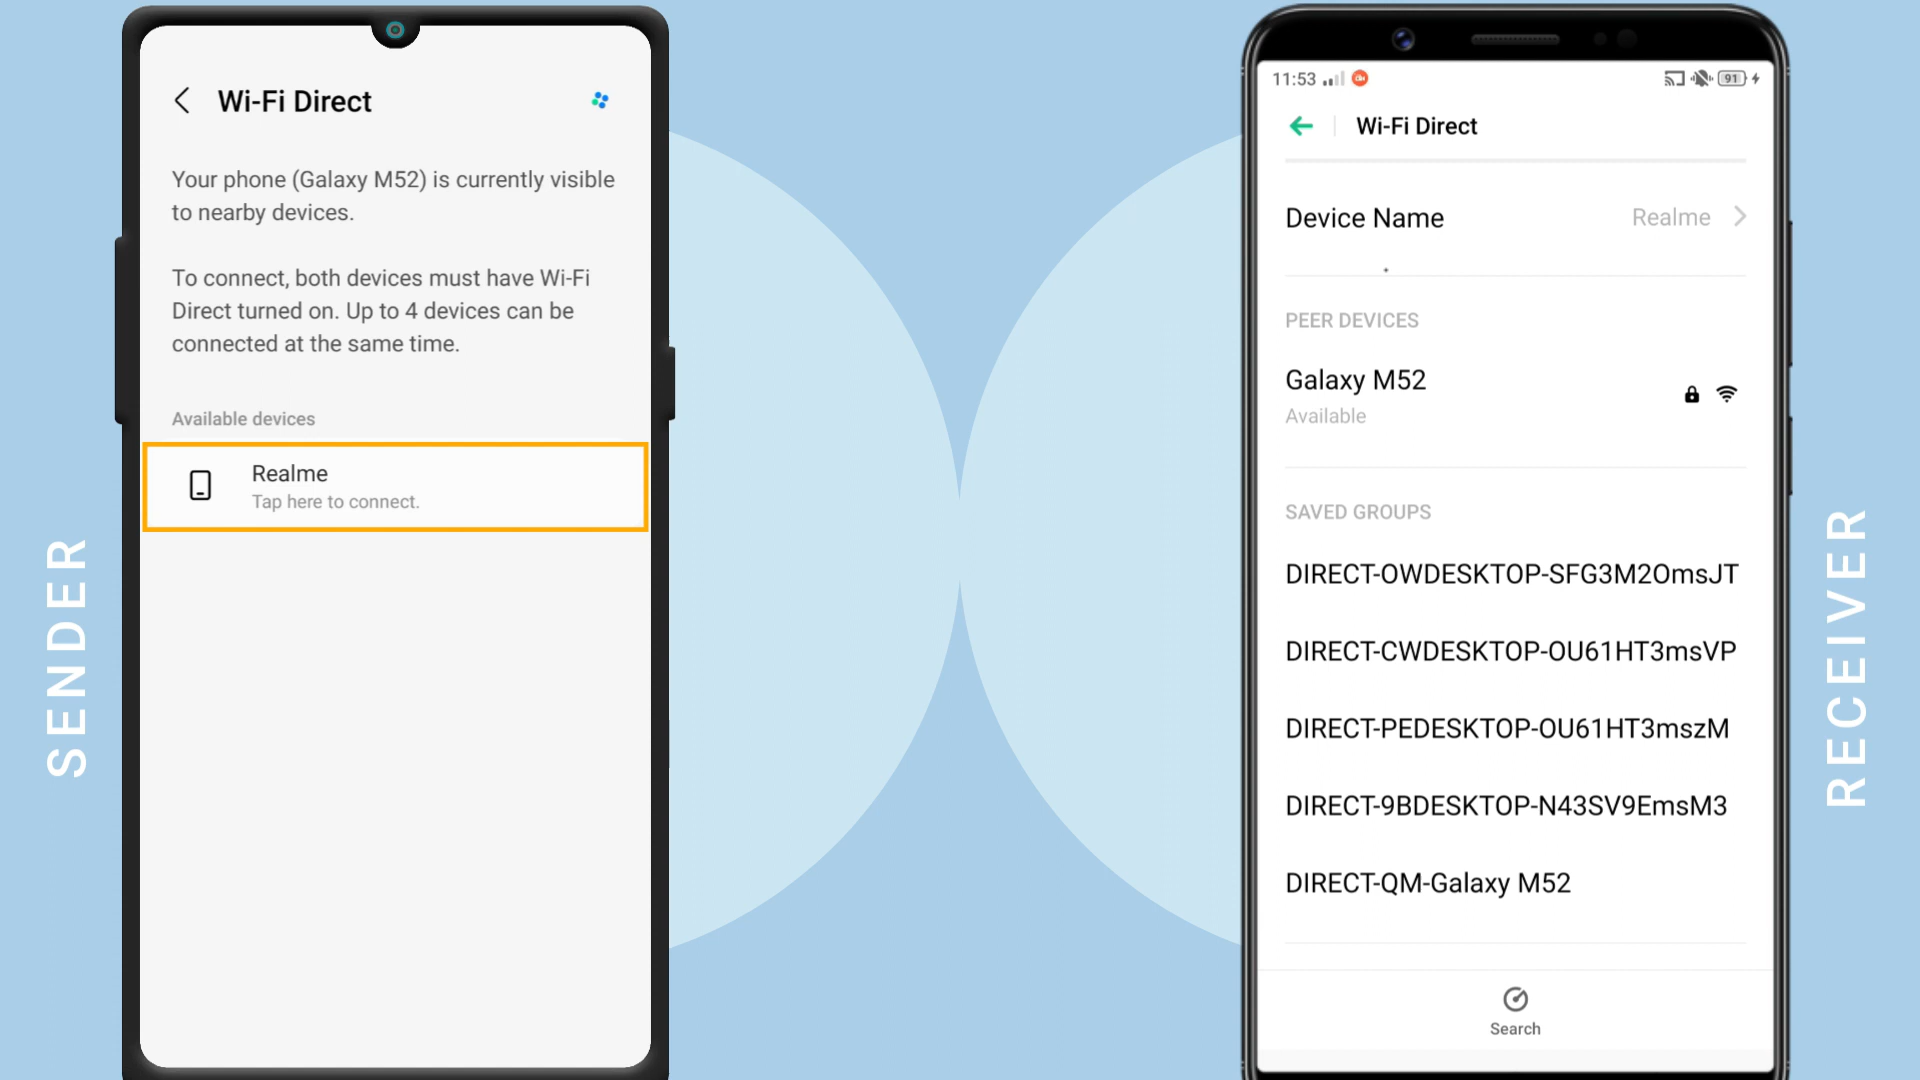 SENDER
Wi-Fi Direct
Your phone (Galaxy M52) is currently visible
to nearby devices.
To connect, both devices must have Wi-Fi
Direct turned on. Up to 4 devices can be
connected at the same time.
Available devices
Realme
Tap here to connect.
11:53
91
Wi-Fi Direct
Device Name Realme
PEER DEVICES
Galaxy M52
Available
SAVED GROUPS
DIRECT-OWDESKTOP-SFG3M2OmsJT
DIRECT-CWDESKTOP-OU61HT3msVP
DIRECT-PEDESKTOP-OU61HT3mszM
DIRECT-9BDESKTOP-N43SV9EmsM3
DIRECT-QM-Galaxy M52
Search
RECEIVER